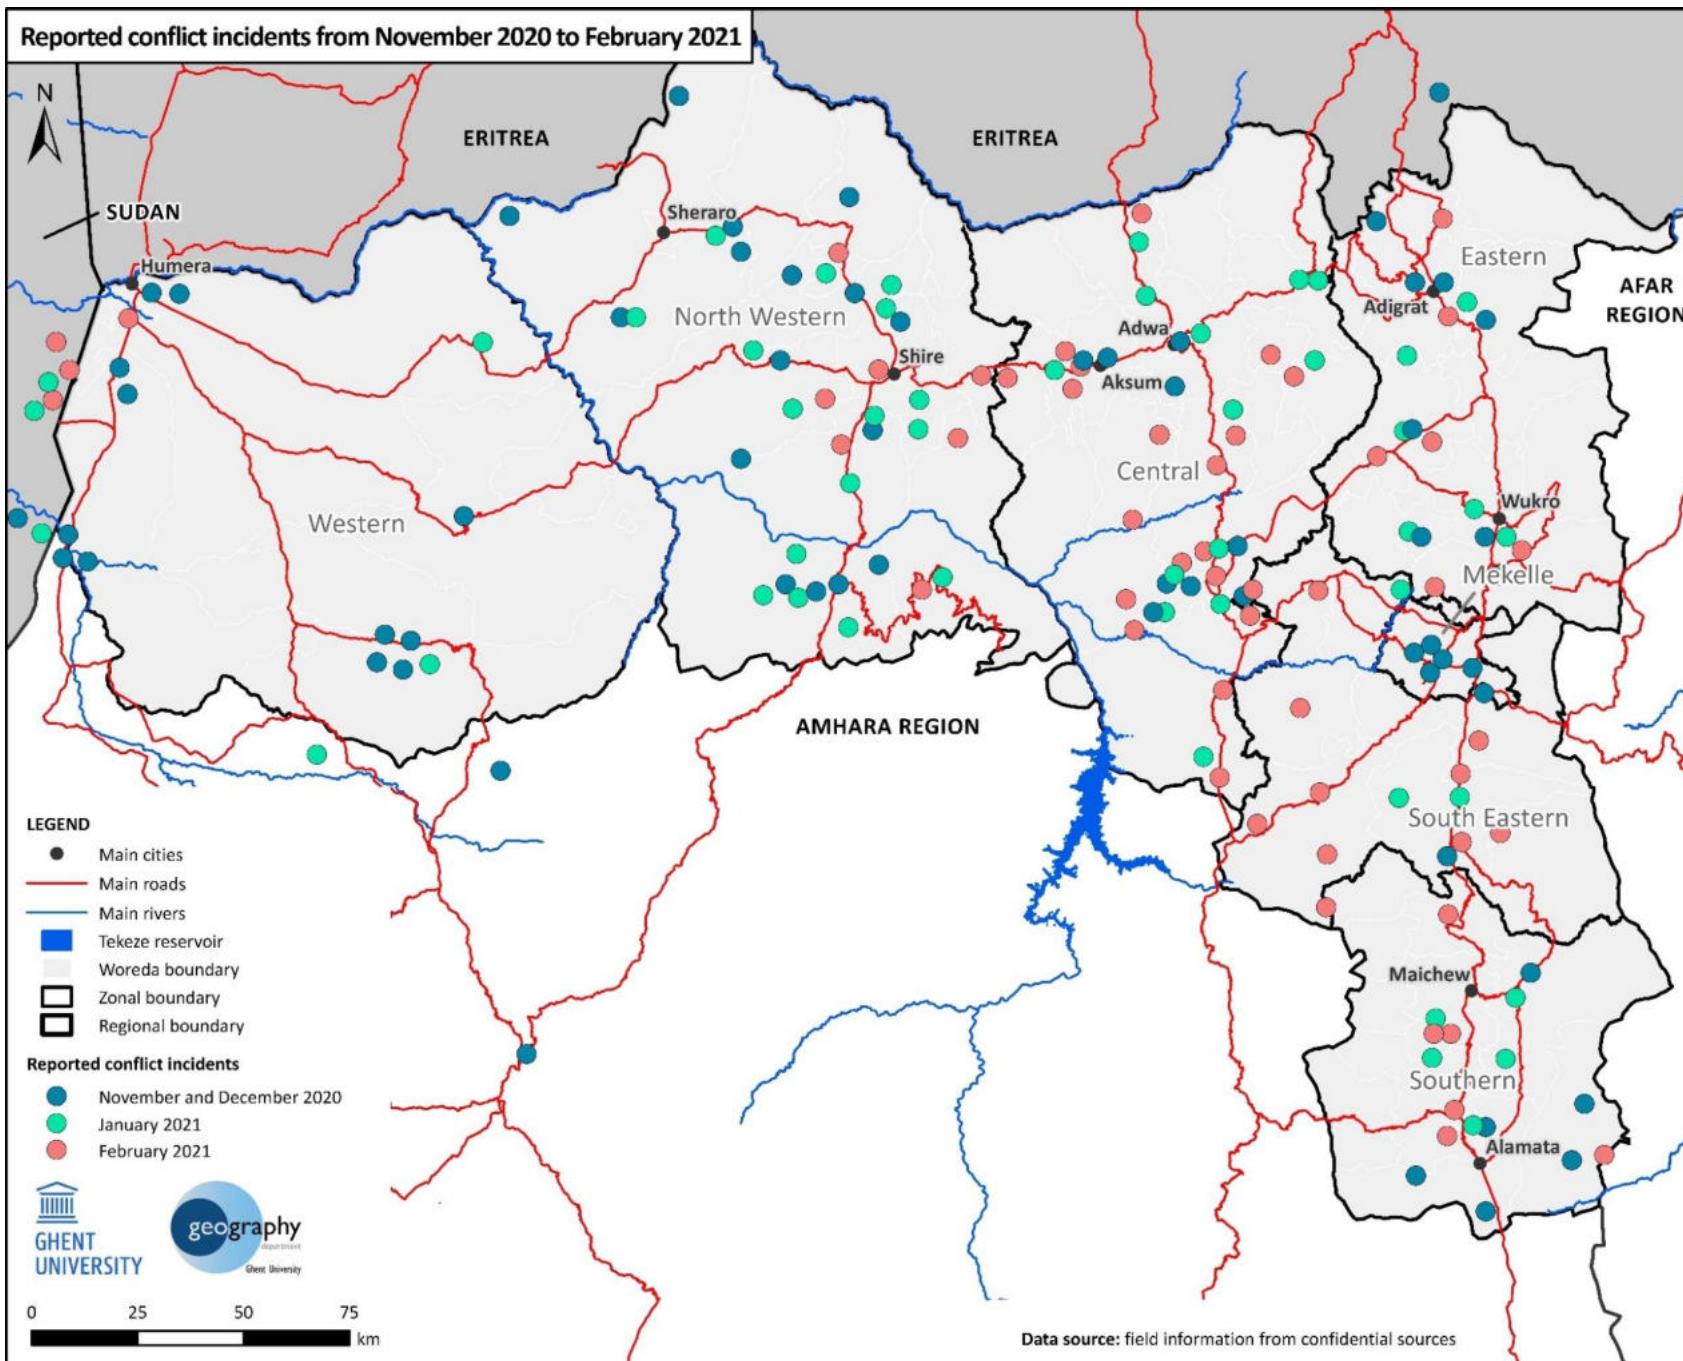 Reported conflict incidents from November 2020 to February 2021
N
ERITREA
ERITREA
SUDAN
Sheraro
Humera
Eastern
AFAR
REGION
Adigrat
North Western
Adwa
Shire
Aksum
Central
Wukro
Western
Mekelle
AMHARA REGION
South Eastern
Maichew
Southern
Alamata
LEGEND
Main cities
Main roads
Main rivers
Tekeze reservoir
Woreda boundary
Zonal boundary
Regional boundary
Reported conflict incidents
November and December 2020
January 2021
February 2021
GHENT
UNIVERSITY
geography
department
Ghent University
0 25 50 75
km
Data source: field information from confidential sources